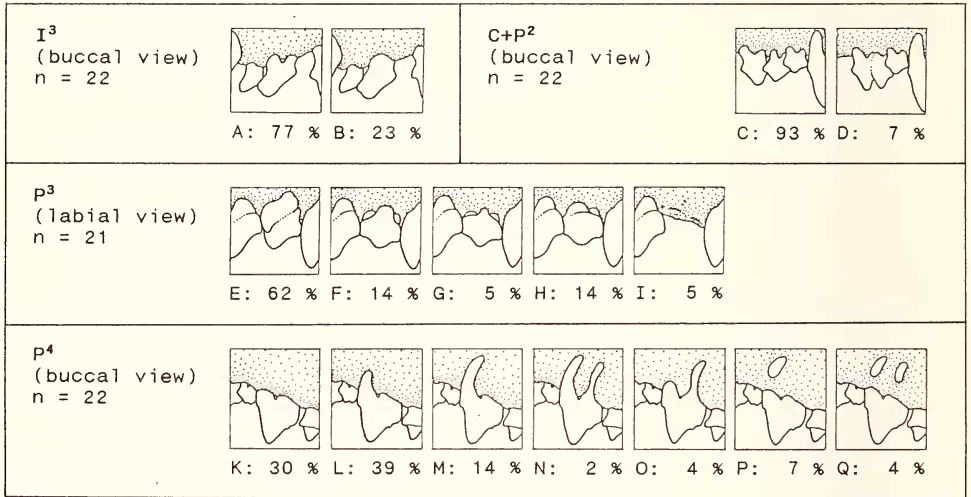 I³
(buccal view)
n = 22
A: 77 % B: 23 %
C+P²
(buccal view)
n = 22
C: 93 % D: 7 %
P³
(labial view)
n = 21
E: 62 % F: 14 % G: 5 % H: 14 % I: 5 %
P⁴
(buccal view)
n = 22
K: 30 % L: 39 % M: 14 % N: 2 % O: 4 % P: 7 % Q: 4 %